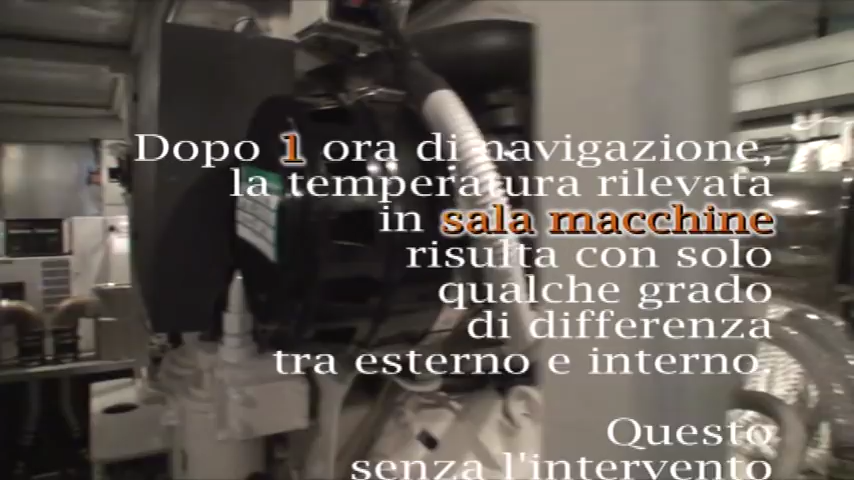 Dopo 1 ora di navigazione,
la temperatura rilevata
in sala macchine
risulta con solo
qualche grado
di differenza
tra esterno e interno.
Questo
senza l'intervento